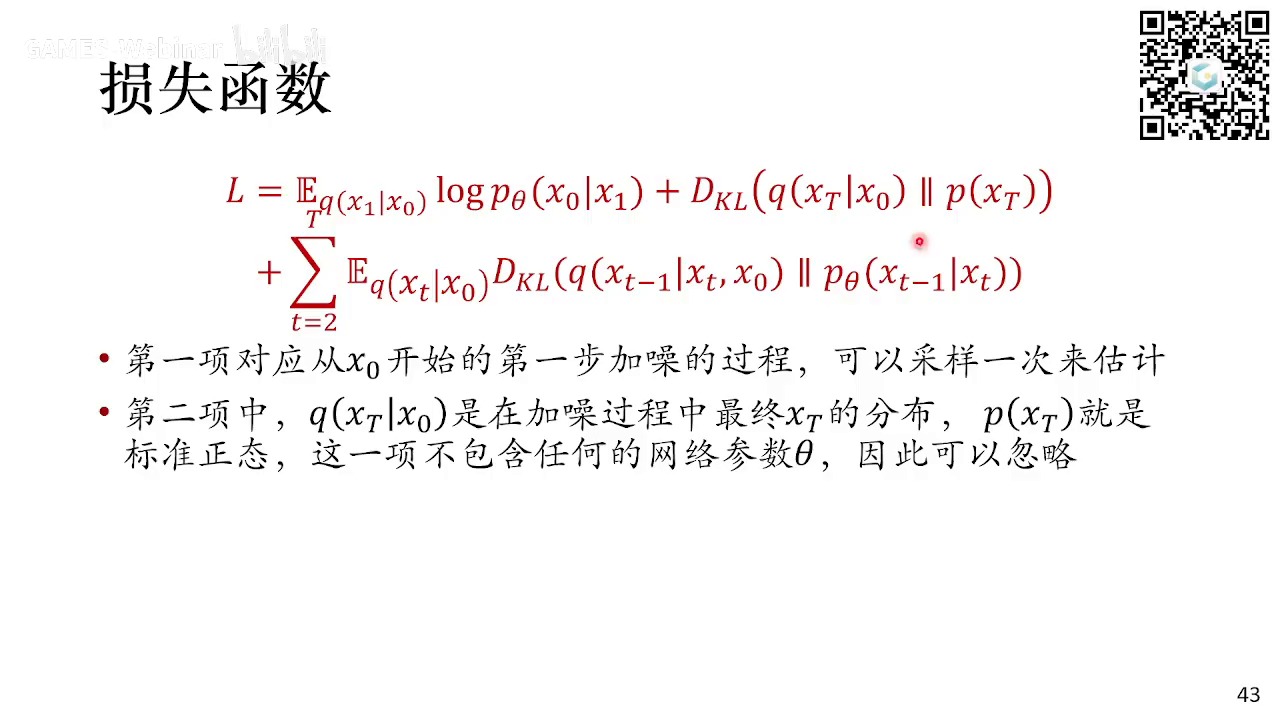 GAMES Webinar bilibili
损失函数
L = 𝔼_{q(x_1|x_0)} log p_θ(x_0|x_1) + D_{KL}(q(x_T|x_0) ∥ p(x_T))
+ ∑_{t=2}^{T} 𝔼_{q(x_t|x_0)} D_{KL}(q(x_{t−1}|x_t, x_0) ∥ p_θ(x_{t−1}|x_t))
• 第一项对应从x_0开始的第一步加噪的过程，可以采样一次来估计
• 第二项中，q(x_T|x_0)是在加噪过程中最终x_T的分布， p(x_T)就是
标准正态，这一项不包含任何的网络参数θ，因此可以忽略
43